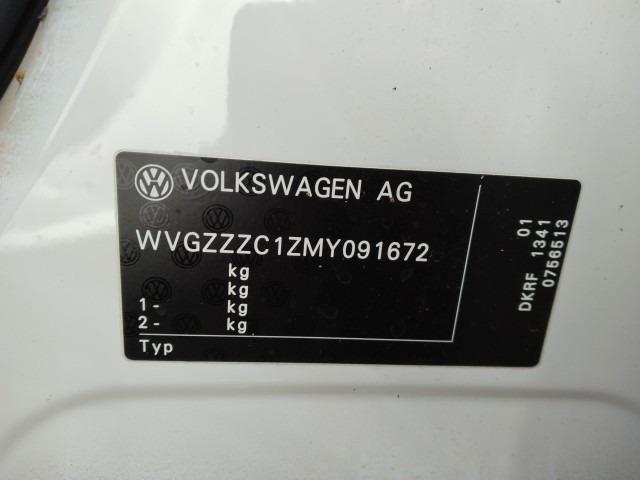 VOLKSWAGEN AG
WVGZZZC1ZMY091672
kg
kg
1- kg
2- kg
Typ
01
DKRF 1341
0756513